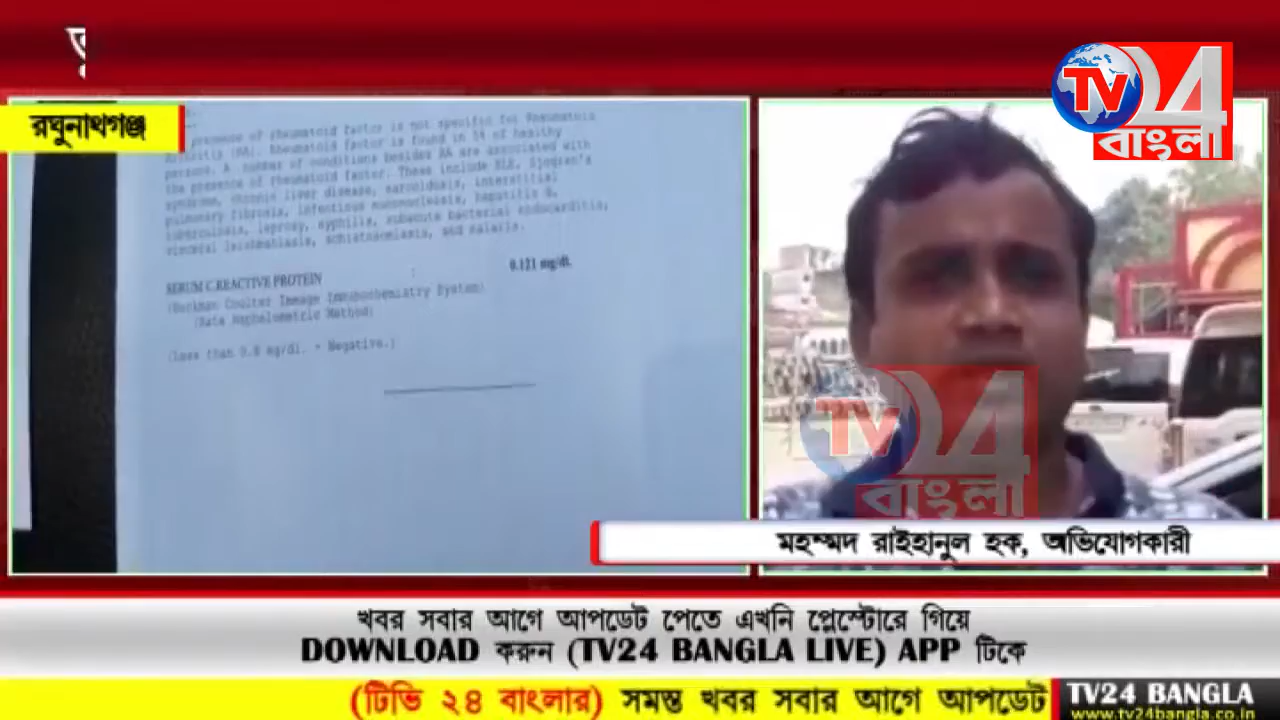 TV24
বাংলা
রঘুনাথগঞ্জ
presence of rheumatoid factor is not specific for Rheumatoid
Arthritis (RA). Rheumatoid factor is found in 5% of healthy
persons. A number of conditions besides RA are associated with
the presence of rheumatoid factor. These include SLE, Sjogren's
syndrome, chronic liver disease, sarcoidosis, interstitial
pulmonary fibrosis, infectious mononucleosis, hepatitis B,
tuberculosis, leprosy, syphilis, subacute bacterial endocarditis,
visceral leishmaniasis, schistosomiasis, and malaria.
SERUM C.REACTIVE PROTEIN : 0.121 mg/dl.
(Beckman Coulter Immage Immunochemistry System)
(Rate Nephelometric Method)
(Less than mg/dl. = Negative.)
TV24
বাংলা
মহম্মদ রাইহানুল হক, অভিযোগকারী
খবর সবার আগে আপডেট পেতে এখনি প্লেস্টোরে গিয়ে
DOWNLOAD করুন (TV24 BANGLA LIVE) APP টিকে
(টিভি ২৪ বাংলার) সমস্ত খবর সবার আগে আপডেট
TV24 BANGLA
www.tv24bangla.co.in